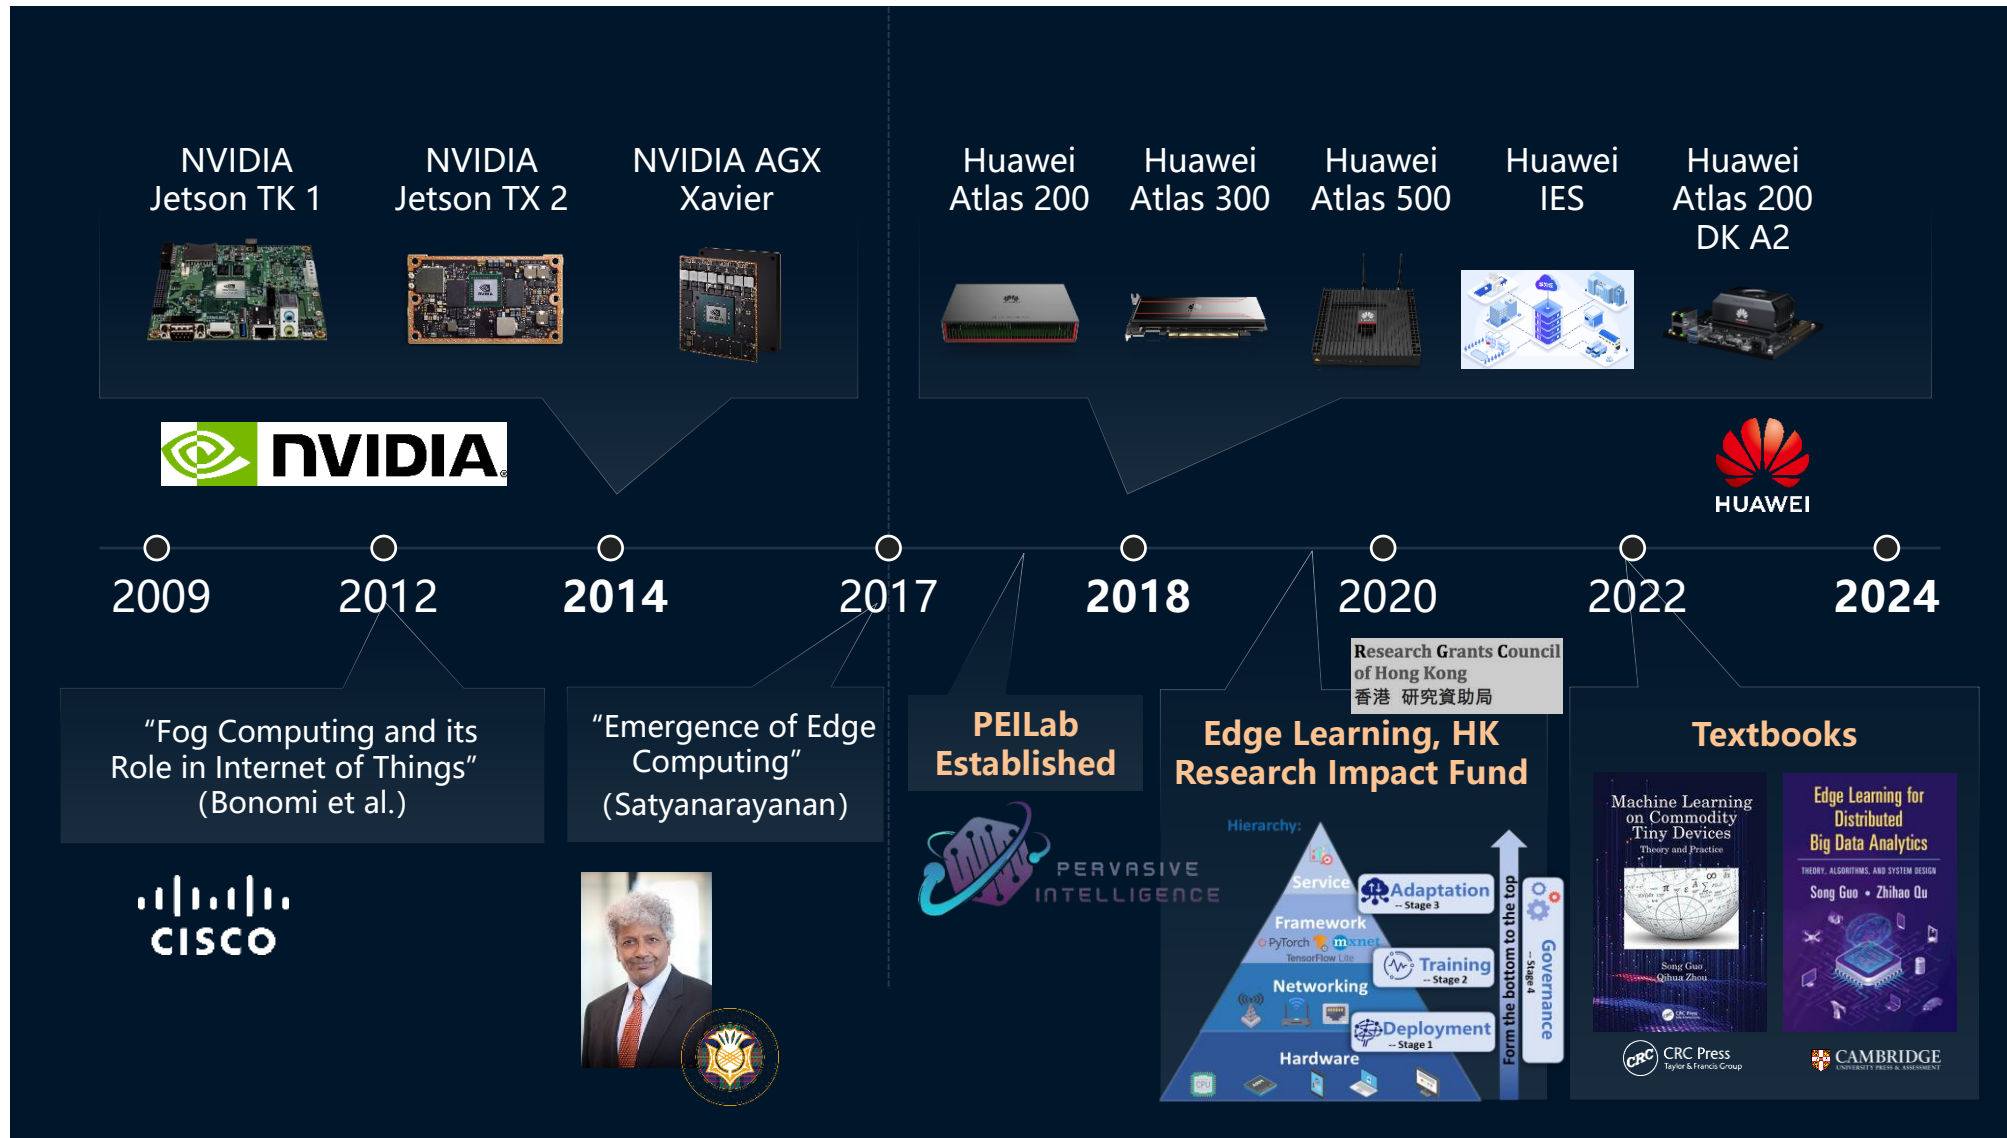 NVIDIA
Jetson TK 1
NVIDIA
Jetson TX 2
NVIDIA AGX
Xavier
Huawei
Atlas 200
Huawei
Atlas 300
Huawei
Atlas 500
Huawei
IES
Huawei
Atlas 200
DK A2
NVIDIA
HUAWEI
2009
2012
2014
2017
2018
2020
2022
2024
“Fog Computing and its
Role in Internet of Things”
(Bonomi et al.)
CISCO
“Emergence of Edge
Computing”
(Satyanarayanan)
PEILab
Established
PERVASIVE
INTELLIGENCE
Research Grants Council
of Hong Kong
香港 研究資助局
Edge Learning, HK
Research Impact Fund
Hierarchy:
Service
Framework
PyTorch
mxnet
TensorFlow Lite
Networking
Hardware
CPU
Adaptation
-- Stage 3
Training
-- Stage 2
Deployment
-- Stage 1
Form the bottom to the top
Governance
-- Stage 4
Textbooks
Machine Learning
on Commodity
Tiny Devices
Theory and Practice
Song Guo
Qihua Zhou
CRC Press
Edge Learning for
Distributed
Big Data Analytics
THEORY, ALGORITHMS, AND SYSTEM DESIGN
Song Guo • Zhihao Qu
CRC
CRC Press
Taylor & Francis Group
CAMBRIDGE
UNIVERSITY PRESS & ASSESSMENT